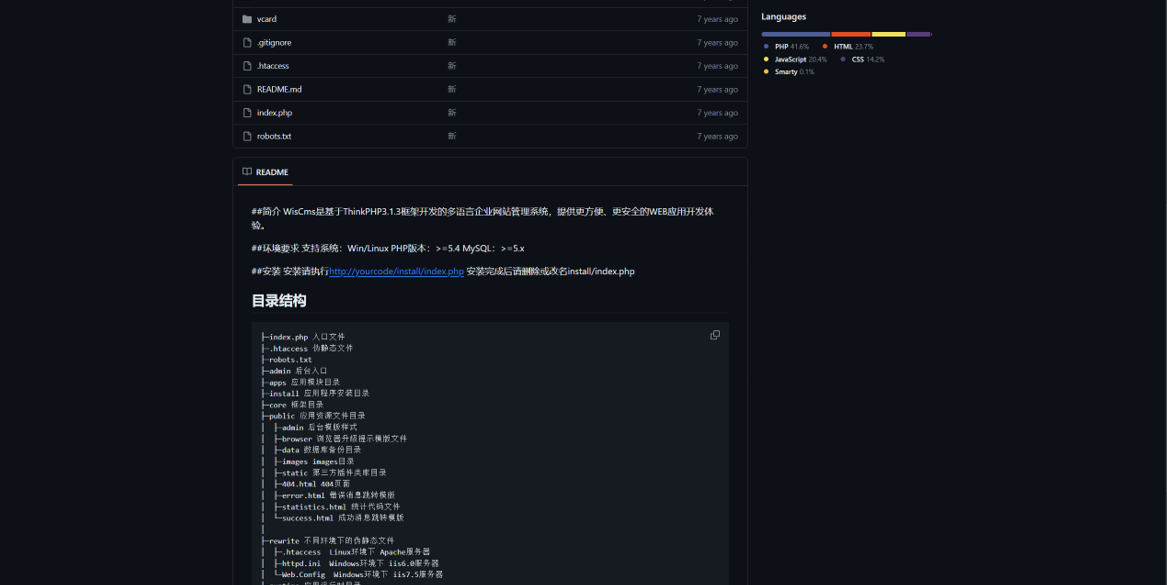 vcard 新 7 years ago
.gitignore 新 7 years ago
.htaccess 新 7 years ago
README.md 新 7 years ago
index.php 新 7 years ago
robots.txt 新 7 years ago
README
##简介 WisCms是基于ThinkPHP3.1.3框架开发的多语言企业网站管理系统，提供更方便、更安全的WEB应用开发体
验。
##环境要求 支持系统：Win/Linux PHP版本：>=5.4 MySQL：>=5.x
##安装 安装请执行http://yourcode/install/index.php 安装完成后请删除或改名install/index.php
目录结构
├─index.php 入口文件
├─.htaccess 伪静态文件
├─robots.txt
├─admin 后台入口
├─apps 应用模块目录
├─install 应用程序安装目录
├─core 框架目录
├─public 应用资源文件目录
│  ├─admin 后台模版样式
│  ├─browser 浏览器升级提示模版文件
│  ├─data 数据库备份目录
│  ├─images images目录
│  ├─static 第三方插件类库目录
│  ├─404.html 404页面
│  ├─error.html 错误消息跳转模版
│  ├─statistics.html 统计代码文件
│  └─success.html 成功消息跳转模版
│
├─rewrite 不同环境下的伪静态文件
│  ├─.htaccess  Linux环境下 Apache服务器
│  ├─httpd.ini  Windows环境下 iis6.0服务器
│  └─Web.Config  Windows环境下 iis7.5服务器
Languages
PHP 41.6% HTML 23.7%
JavaScript 20.4% CSS 14.2%
Smarty 0.1%